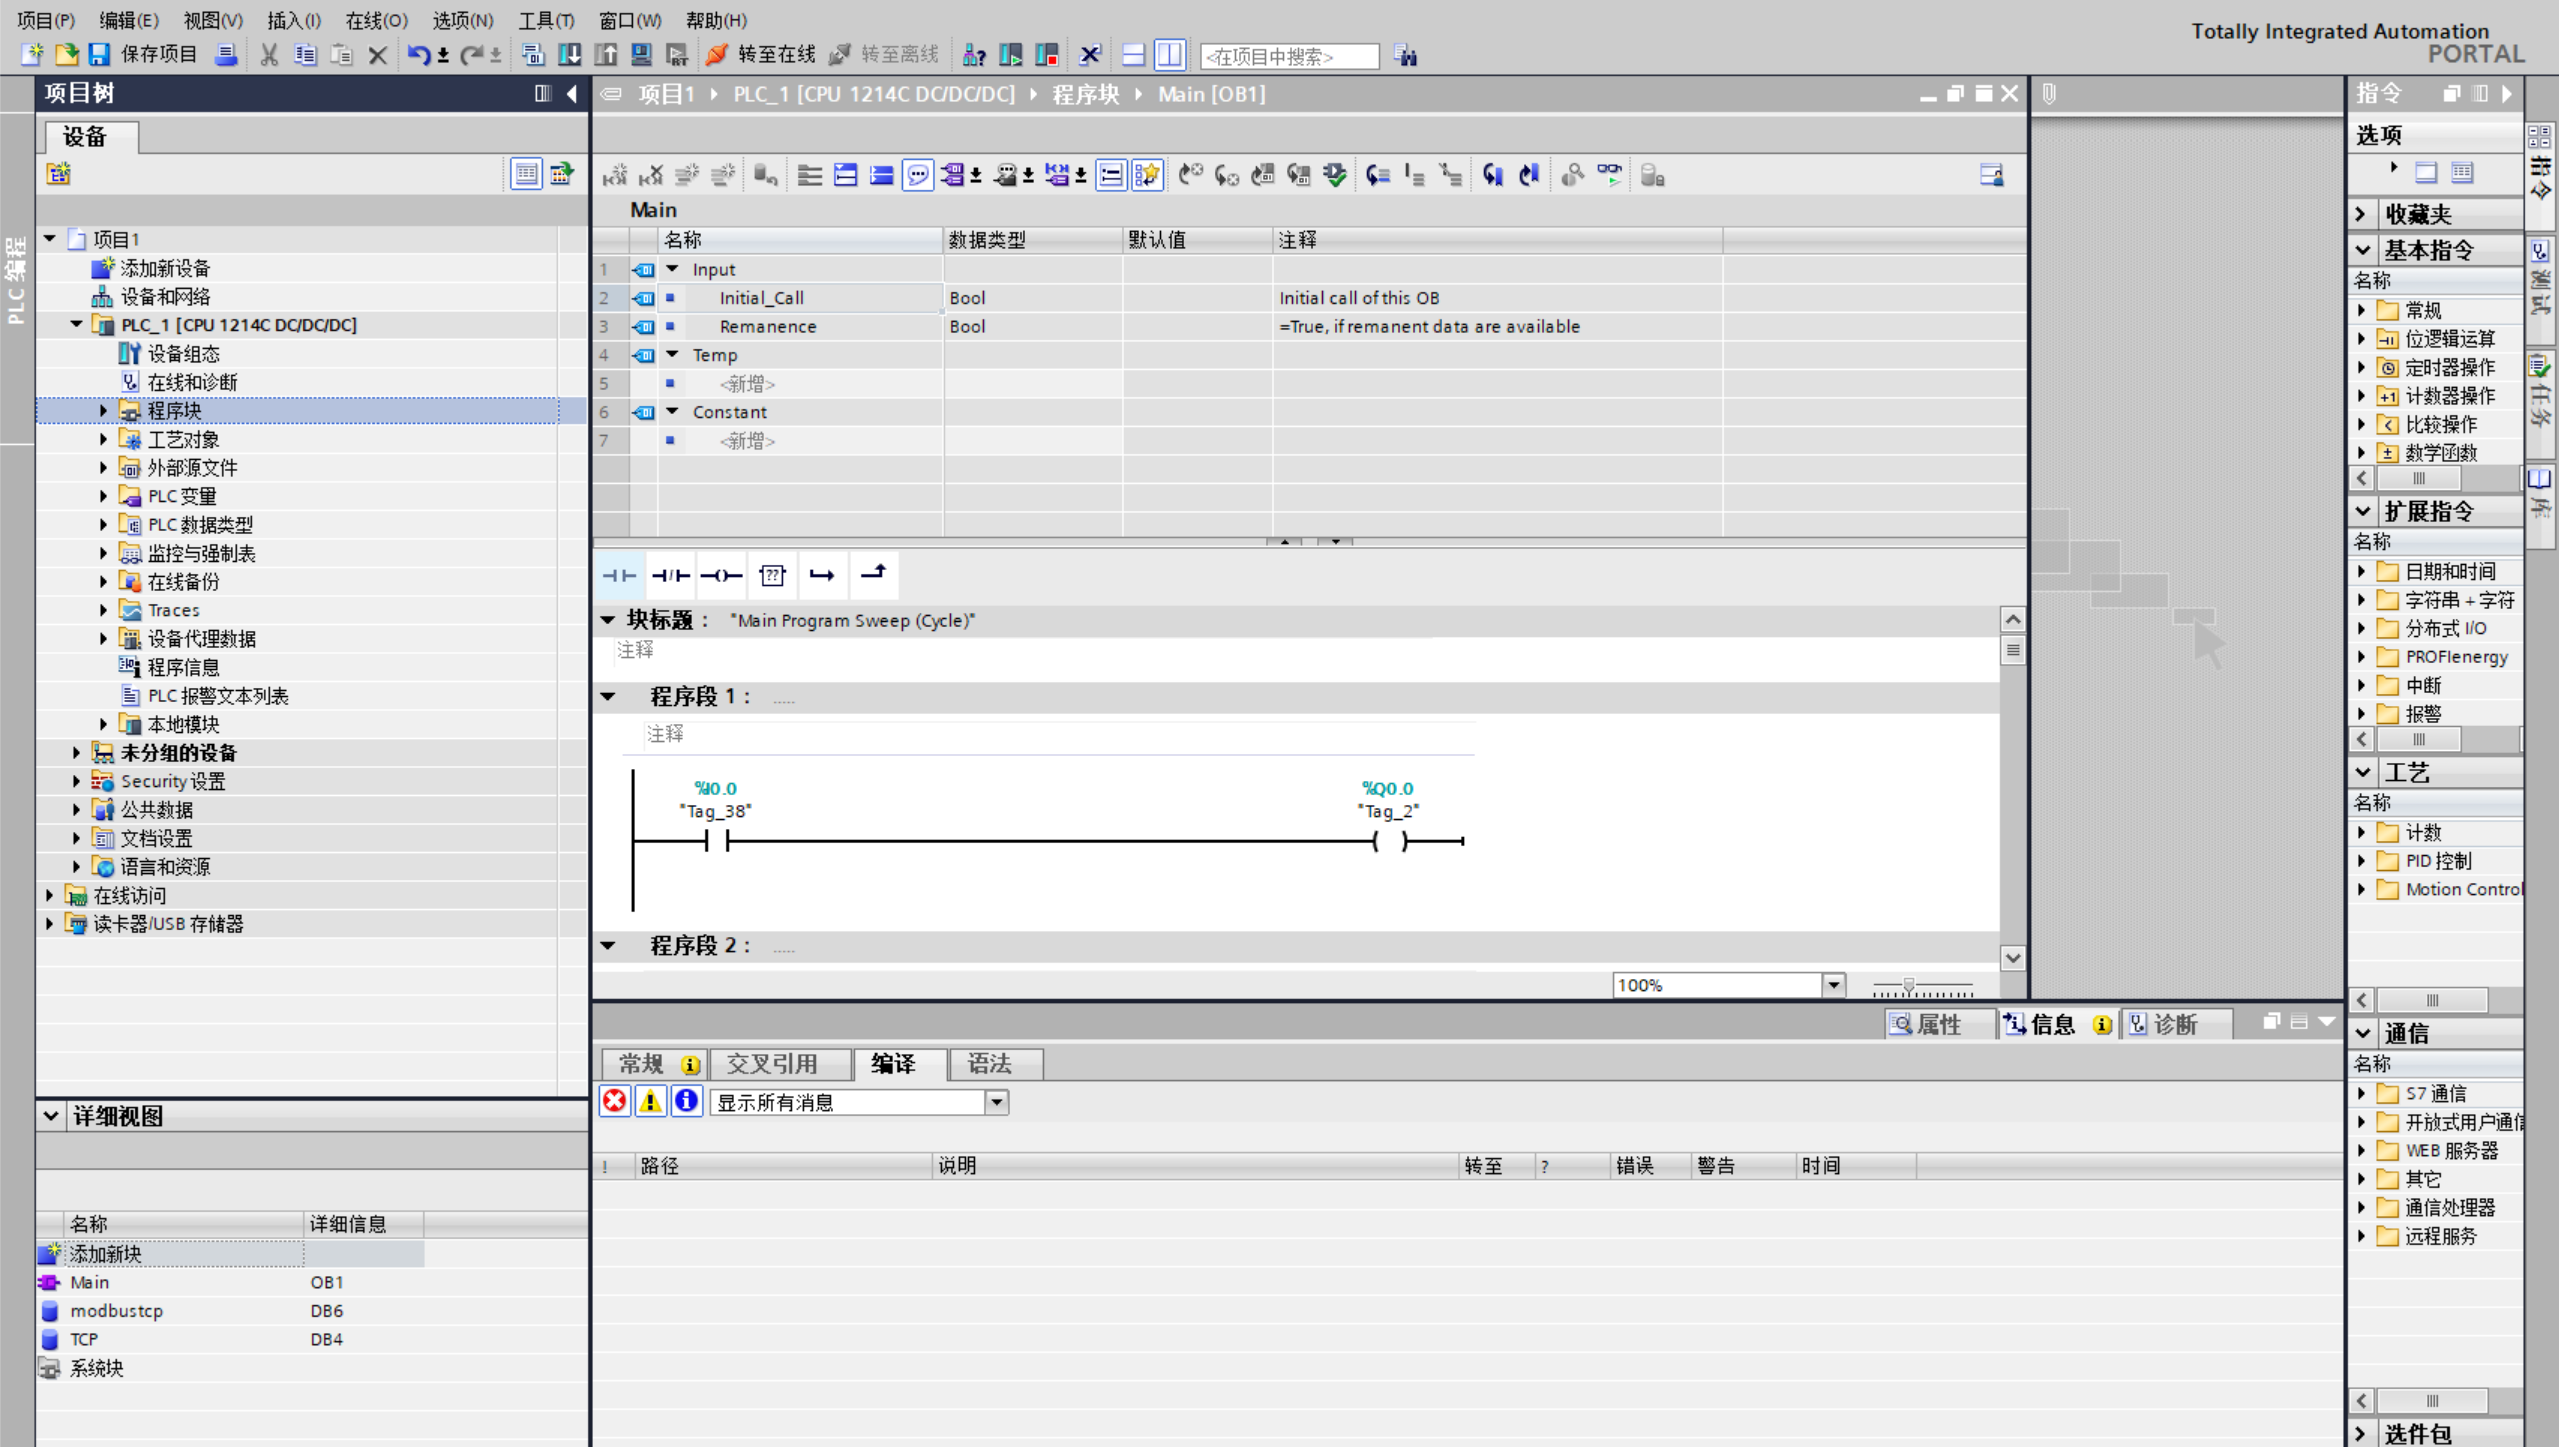 项目(P) 编辑(E) 视图(V) 插入(I) 在线(O) 选项(N) 工具(T) 窗口(W) 帮助(H)
Totally Integrated Automation
PORTAL
保存项目 转至在线 转至离线 <在项目中搜索>
项目树
设备
PLC 编程
项目1
添加新设备
设备和网络
PLC_1 [CPU 1214C DC/DC/DC]
设备组态
在线和诊断
程序块
工艺对象
外部源文件
PLC 变量
PLC 数据类型
监控与强制表
在线备份
Traces
设备代理数据
程序信息
PLC 报警文本列表
本地模块
未分组的设备
Security 设置
公共数据
文档设置
语言和资源
在线访问
读卡器/USB 存储器
详细视图
名称 详细信息
添加新块
Main OB1
modbustcp DB6
TCP DB4
系统块
项目1 PLC_1 [CPU 1214C DC/DC/DC] 程序块 Main [OB1]
Main
名称 数据类型 默认值 注释
1 Input
2 Initial_Call Bool Initial call of this OB
3 Remanence Bool =True, if remanent data are available
4 Temp
5 <新增>
6 Constant
7 <新增>
??
块标题： "Main Program Sweep (Cycle)"
注释
程序段 1： .....
注释
%I0.0 %Q0.0
"Tag_38" "Tag_2"
程序段 2： .....
100%
属性 信息 诊断
常规 交叉引用 编译 语法
显示所有消息
! 路径 说明 转至 ? 错误 警告 时间
指令
选项
收藏夹
基本指令
名称
常规
位逻辑运算
定时器操作
计数器操作
比较操作
数学函数
扩展指令
名称
日期和时间
字符串 + 字符
分布式 I/O
PROFIenergy
中断
报警
工艺
名称
计数
PID 控制
Motion Control
通信
名称
S7 通信
开放式用户通信
WEB 服务器
其它
通信处理器
远程服务
选件包
指令
测试
任务
库